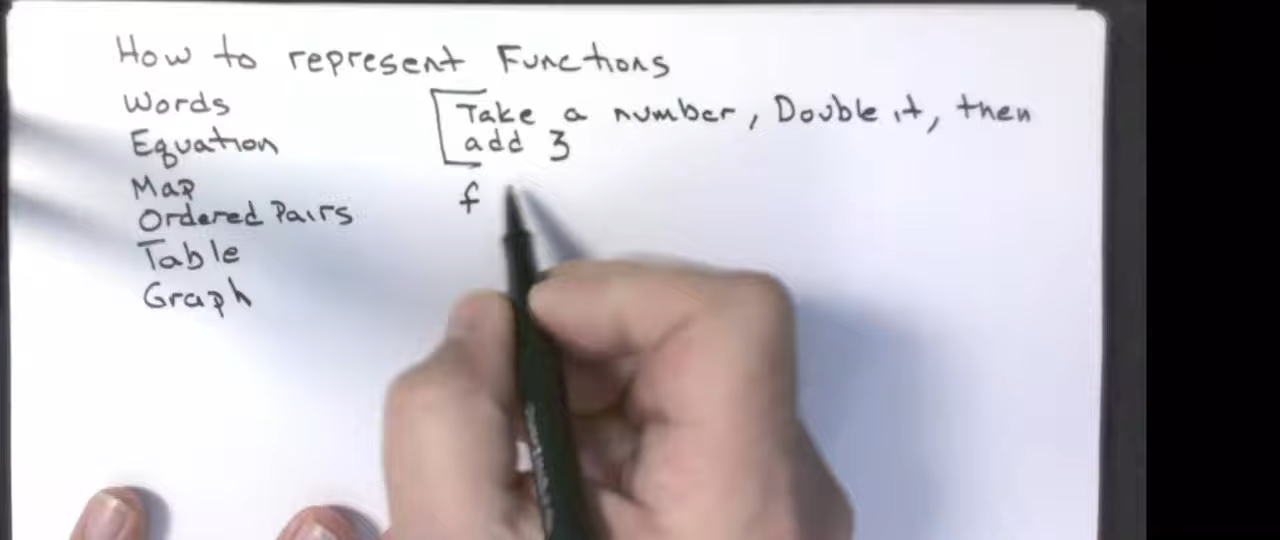 How to represent Functions
Words
Take a number, Double it, then
Equation
add 3
Map
f
Ordered Pairs
Table
Graph